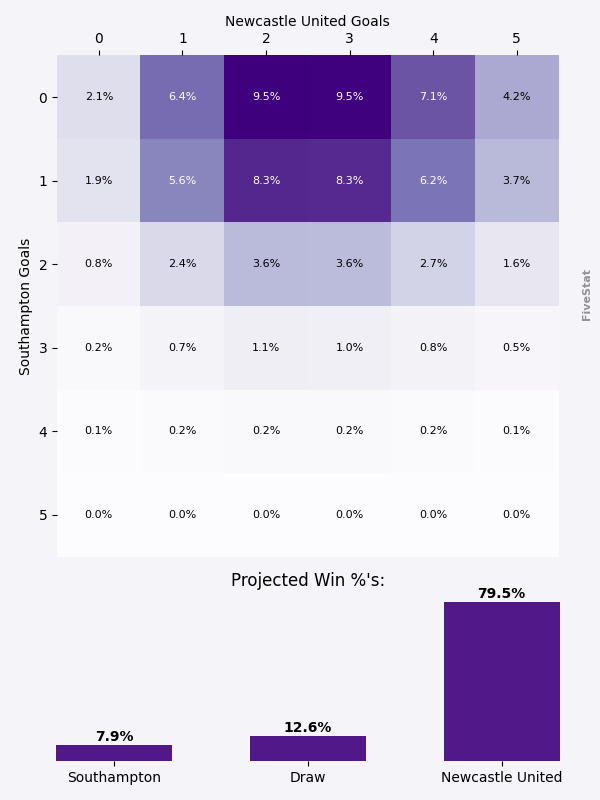 Newcastle United Goals
0 1 2 3 4 5
0 2.1% 6.4% 9.5% 9.5% 7.1% 4.2%
1 1.9% 5.6% 8.3% 8.3% 6.2% 3.7%
2 0.8% 2.4% 3.6% 3.6% 2.7% 1.6%
3 0.2% 0.7% 1.1% 1.0% 0.8% 0.5%
4 0.1% 0.2% 0.2% 0.2% 0.2% 0.1%
5 0.0% 0.0% 0.0% 0.0% 0.0% 0.0%
Southampton Goals
FiveStat
Projected Win %'s:
7.9% 12.6% 79.5%
Southampton Draw Newcastle United